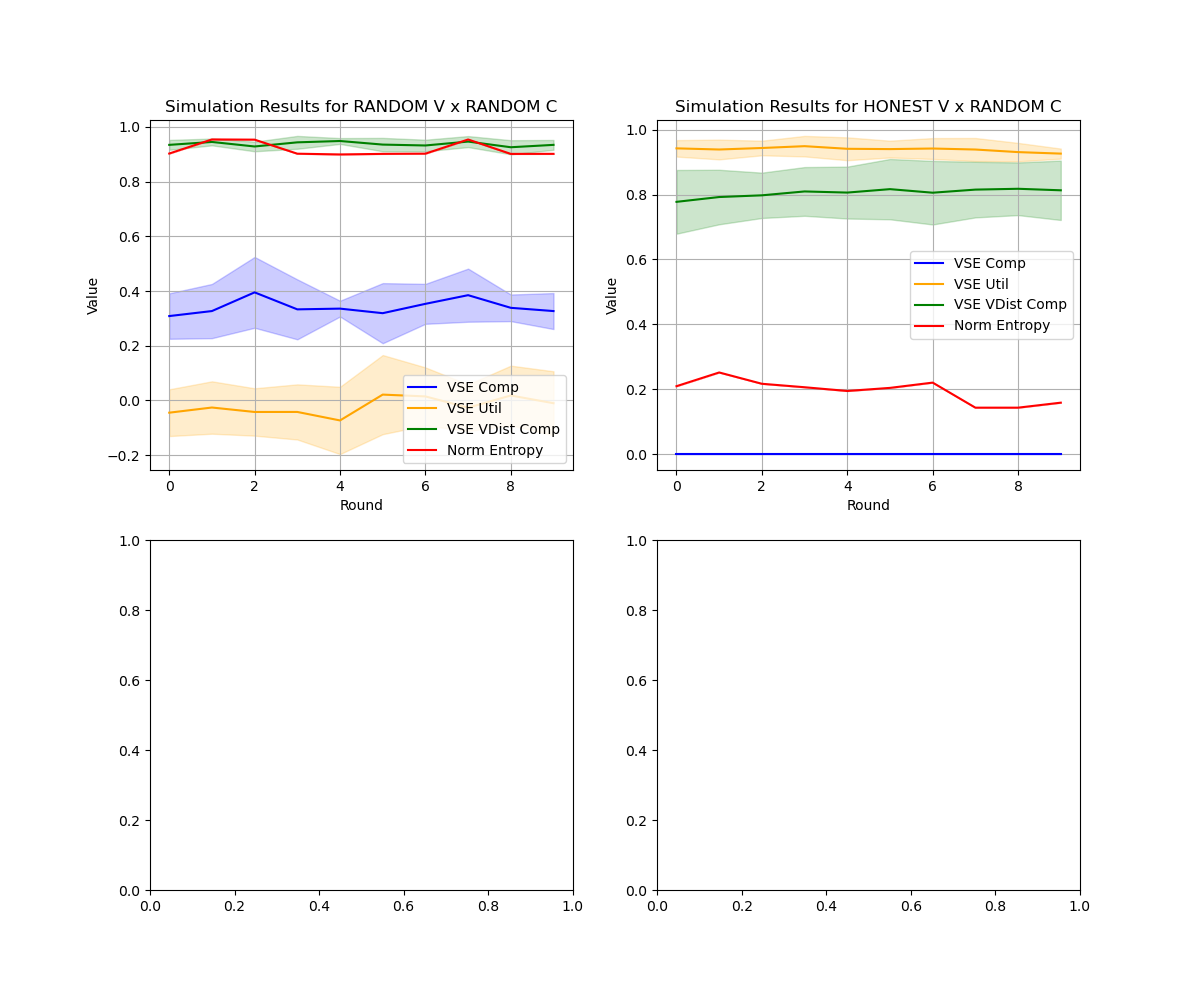 Simulation Results for RANDOM V x RANDOM C
1.0
0.8
0.6
0.4
0.2
0.0
−0.2
Value
0 2 4 6 8
Round
VSE Comp
VSE Util
VSE VDist Comp
Norm Entropy
Simulation Results for HONEST V x RANDOM C
1.0
0.8
0.6
0.4
0.2
0.0
Value
0 2 4 6 8
Round
VSE Comp
VSE Util
VSE VDist Comp
Norm Entropy
1.0
0.8
0.6
0.4
0.2
0.0
0.0 0.2 0.4 0.6 0.8 1.0
1.0
0.8
0.6
0.4
0.2
0.0
0.0 0.2 0.4 0.6 0.8 1.0